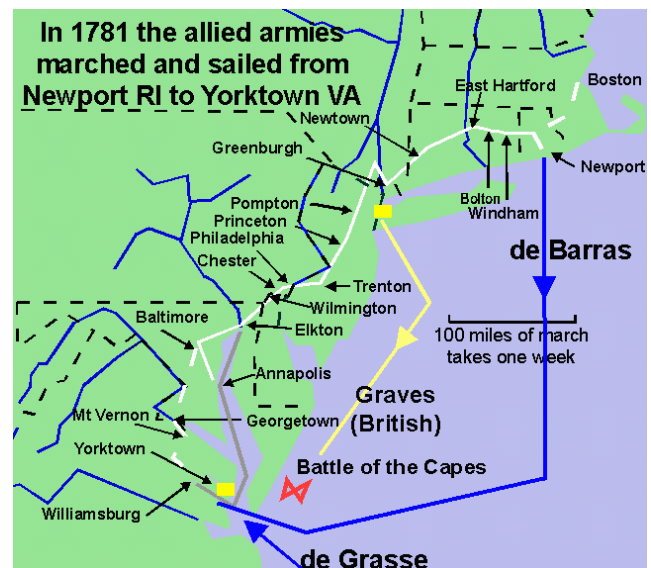 In 1781 the allied armies
marched and sailed from
Newport RI to Yorktown VA
East Hartford
Boston
Newtown
Greenburgh
Newport
Pompton
Bolton
Windham
Princeton
Philadelphia
de Barras
Chester
Trenton
Wilmington
Baltimore
Elkton
100 miles of march
takes one week
Annapolis
Graves
(British)
Mt Vernon
Georgetown
Yorktown
Battle of the Capes
Williamsburg
de Grasse